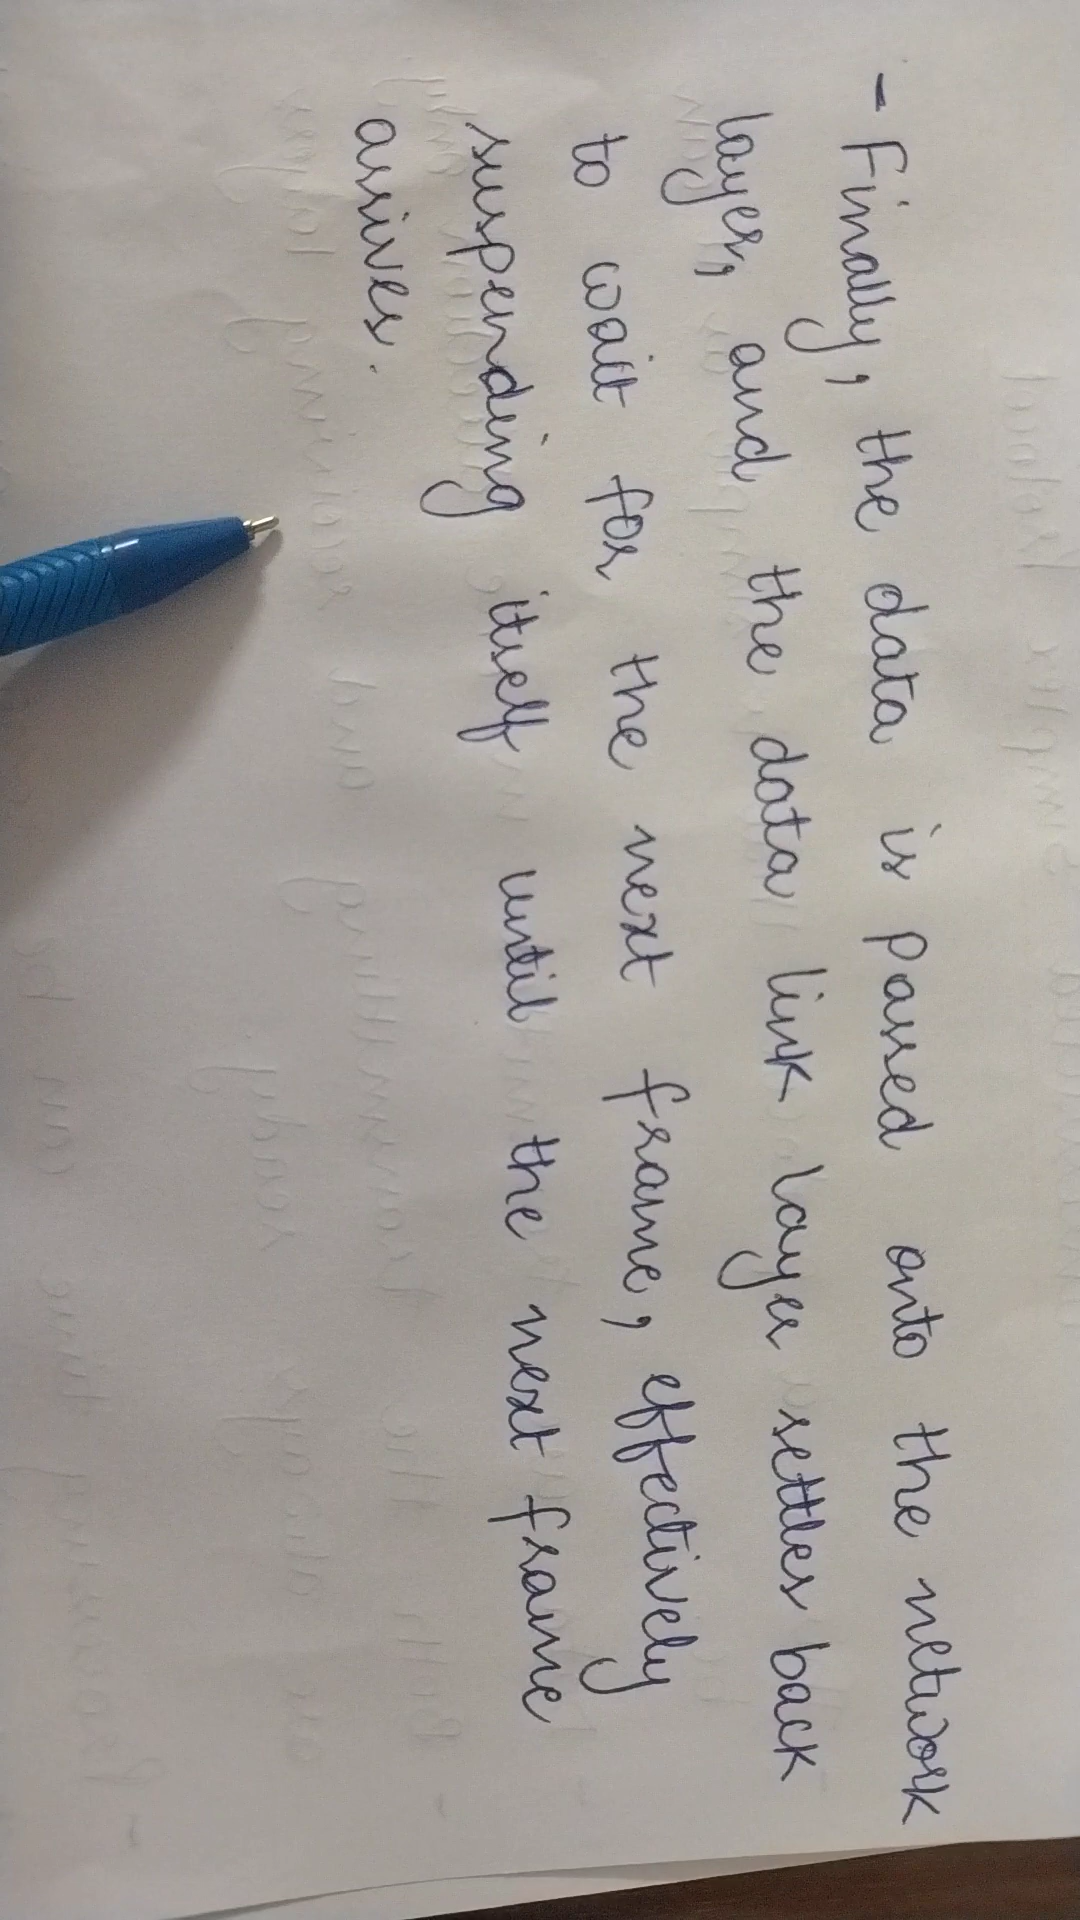 - Finally, the data is passed onto the network
layer, and the data link layer settles back
to wait for the next frame, effectively
suspending itself until the next frame
arrives.